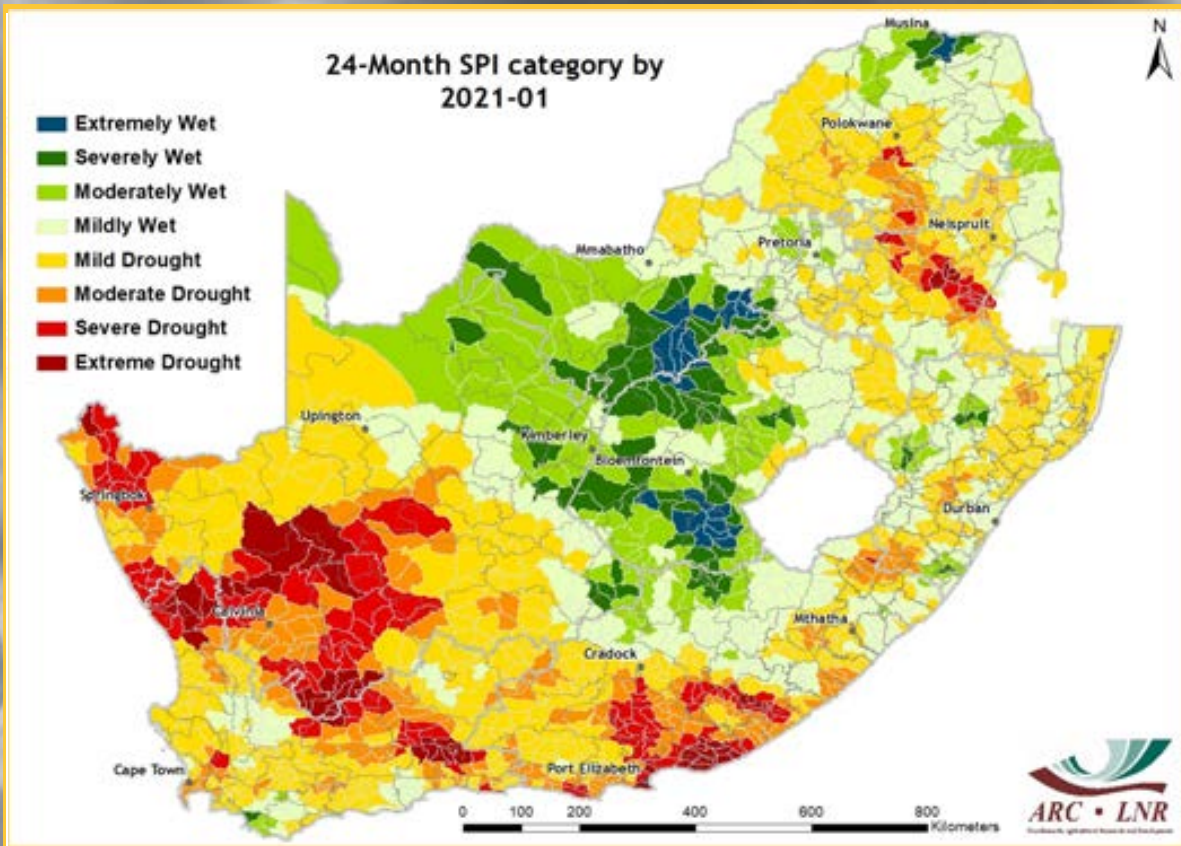 24-Month SPI category by
2021-01
Extremely Wet
Severely Wet
Moderately Wet
Mildly Wet
Mild Drought
Moderate Drought
Severe Drought
Extreme Drought
N
Musina
Polokwane
Nelspruit
Pretoria
Mmabatho
Upington
Kimberley
Bloemfontein
Springbok
Durban
Calvinia
Mthatha
Cradock
Cape Town
Port Elizabeth
0 100 200 400 600 800
Kilometers
ARC • LNR